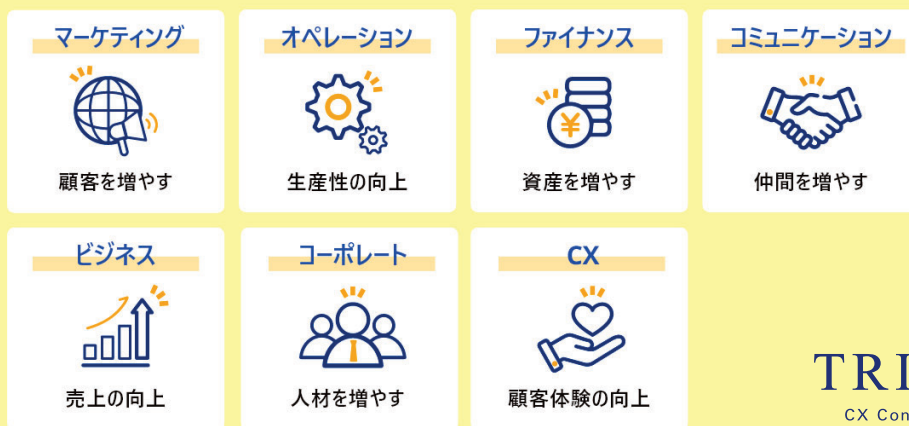 マーケティング
顧客を増やす
オペレーション
生産性の向上
ファイナンス
¥
資産を増やす
コミュニケーション
仲間を増やす
ビジネス
売上の向上
コーポレート
人材を増やす
CX
顧客体験の向上
TRI
CX Con